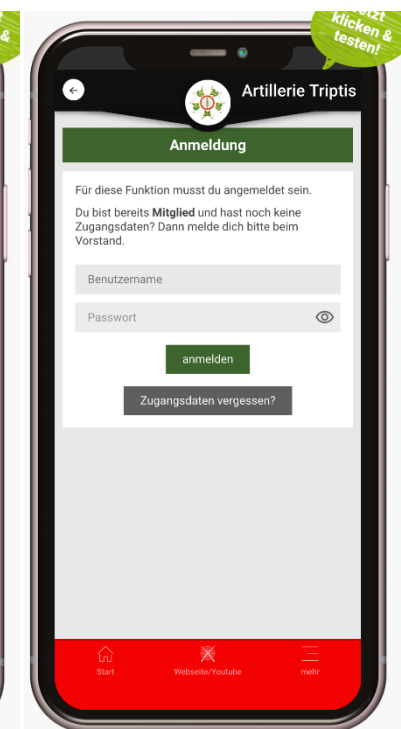 klicken &
testen!
&
Artillerie Triptis
Anmeldung
Für diese Funktion musst du angemeldet sein.
Du bist bereits Mitglied und hast noch keine
Zugangsdaten? Dann melde dich bitte beim
Vorstand.
Benutzername
Passwort
anmelden
Zugangsdaten vergessen?
Start
Webseite/Youtube
mehr